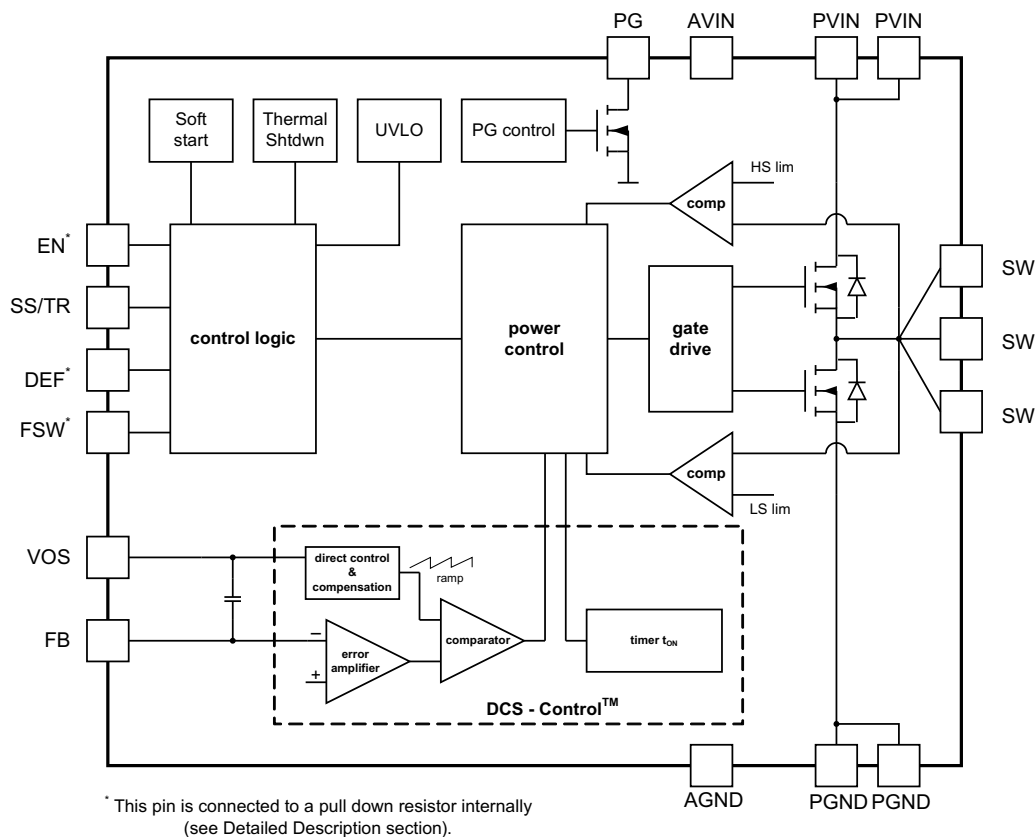 PG AVIN PVIN PVIN
Soft
start
Thermal
Shtdwn
UVLO
PG control
HS lim
comp
EN*
SS/TR
DEF*
FSW*
control logic
power
control
gate
drive
SW
SW
SW
comp
LS lim
VOS
FB
direct control
&
compensation
ramp
comparator
−
error
amplifier
+
timer tON
DCS - Control™
AGND PGND PGND
* This pin is connected to a pull down resistor internally
(see Detailed Description section).